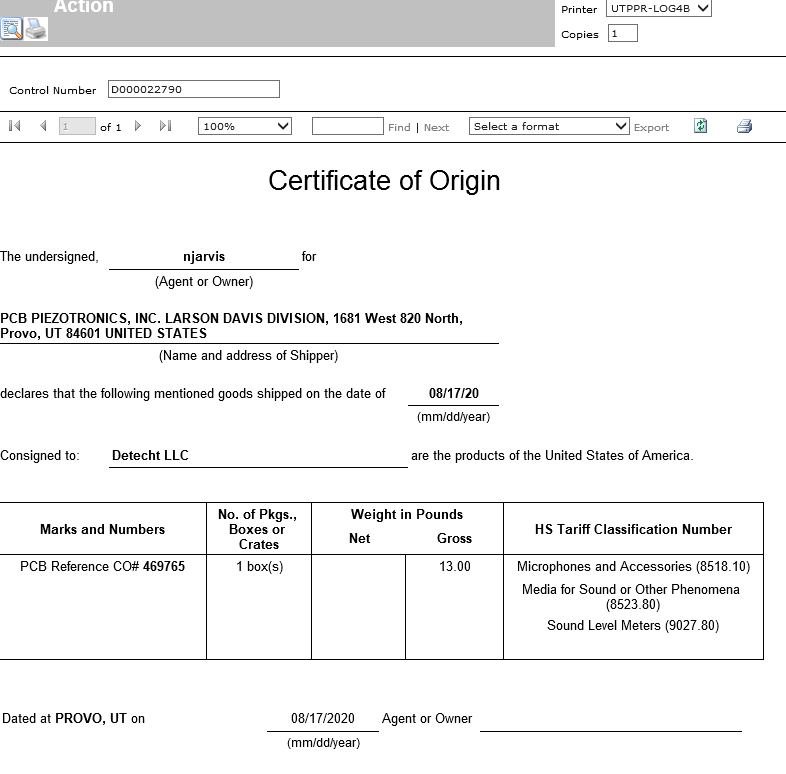 Action
Printer UTPPR-LOG4B
Copies 1
Control Number D000022790
1 of 1 100% Find | Next Select a format Export
Certificate of Origin
The undersigned, njarvis for
(Agent or Owner)
PCB PIEZOTRONICS, INC. LARSON DAVIS DIVISION, 1681 West 820 North,
Provo, UT 84601 UNITED STATES
(Name and address of Shipper)
declares that the following mentioned goods shipped on the date of 08/17/20
(mm/dd/year)
Consigned to: Detecht LLC are the products of the United States of America.
Marks and Numbers
No. of Pkgs.,
Boxes or
Crates
Weight in Pounds
Net Gross
HS Tariff Classification Number
PCB Reference CO# 469765 1 box(s) 13.00 Microphones and Accessories (8518.10)
Media for Sound or Other Phenomena
(8523.80)
Sound Level Meters (9027.80)
Dated at PROVO, UT on 08/17/2020 Agent or Owner
(mm/dd/year)